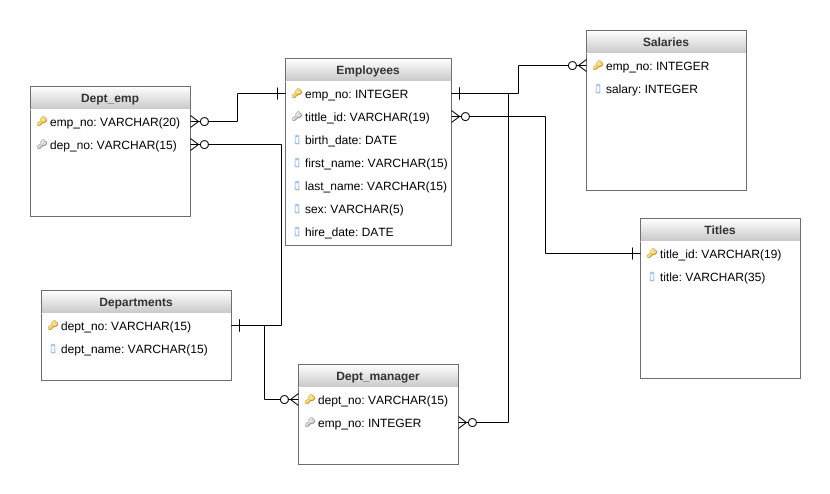 Dept_emp
emp_no: VARCHAR(20)
dep_no: VARCHAR(15)
Employees
emp_no: INTEGER
tittle_id: VARCHAR(19)
birth_date: DATE
first_name: VARCHAR(15)
last_name: VARCHAR(15)
sex: VARCHAR(5)
hire_date: DATE
Salaries
emp_no: INTEGER
salary: INTEGER
Titles
title_id: VARCHAR(19)
title: VARCHAR(35)
Departments
dept_no: VARCHAR(15)
dept_name: VARCHAR(15)
Dept_manager
dept_no: VARCHAR(15)
emp_no: INTEGER